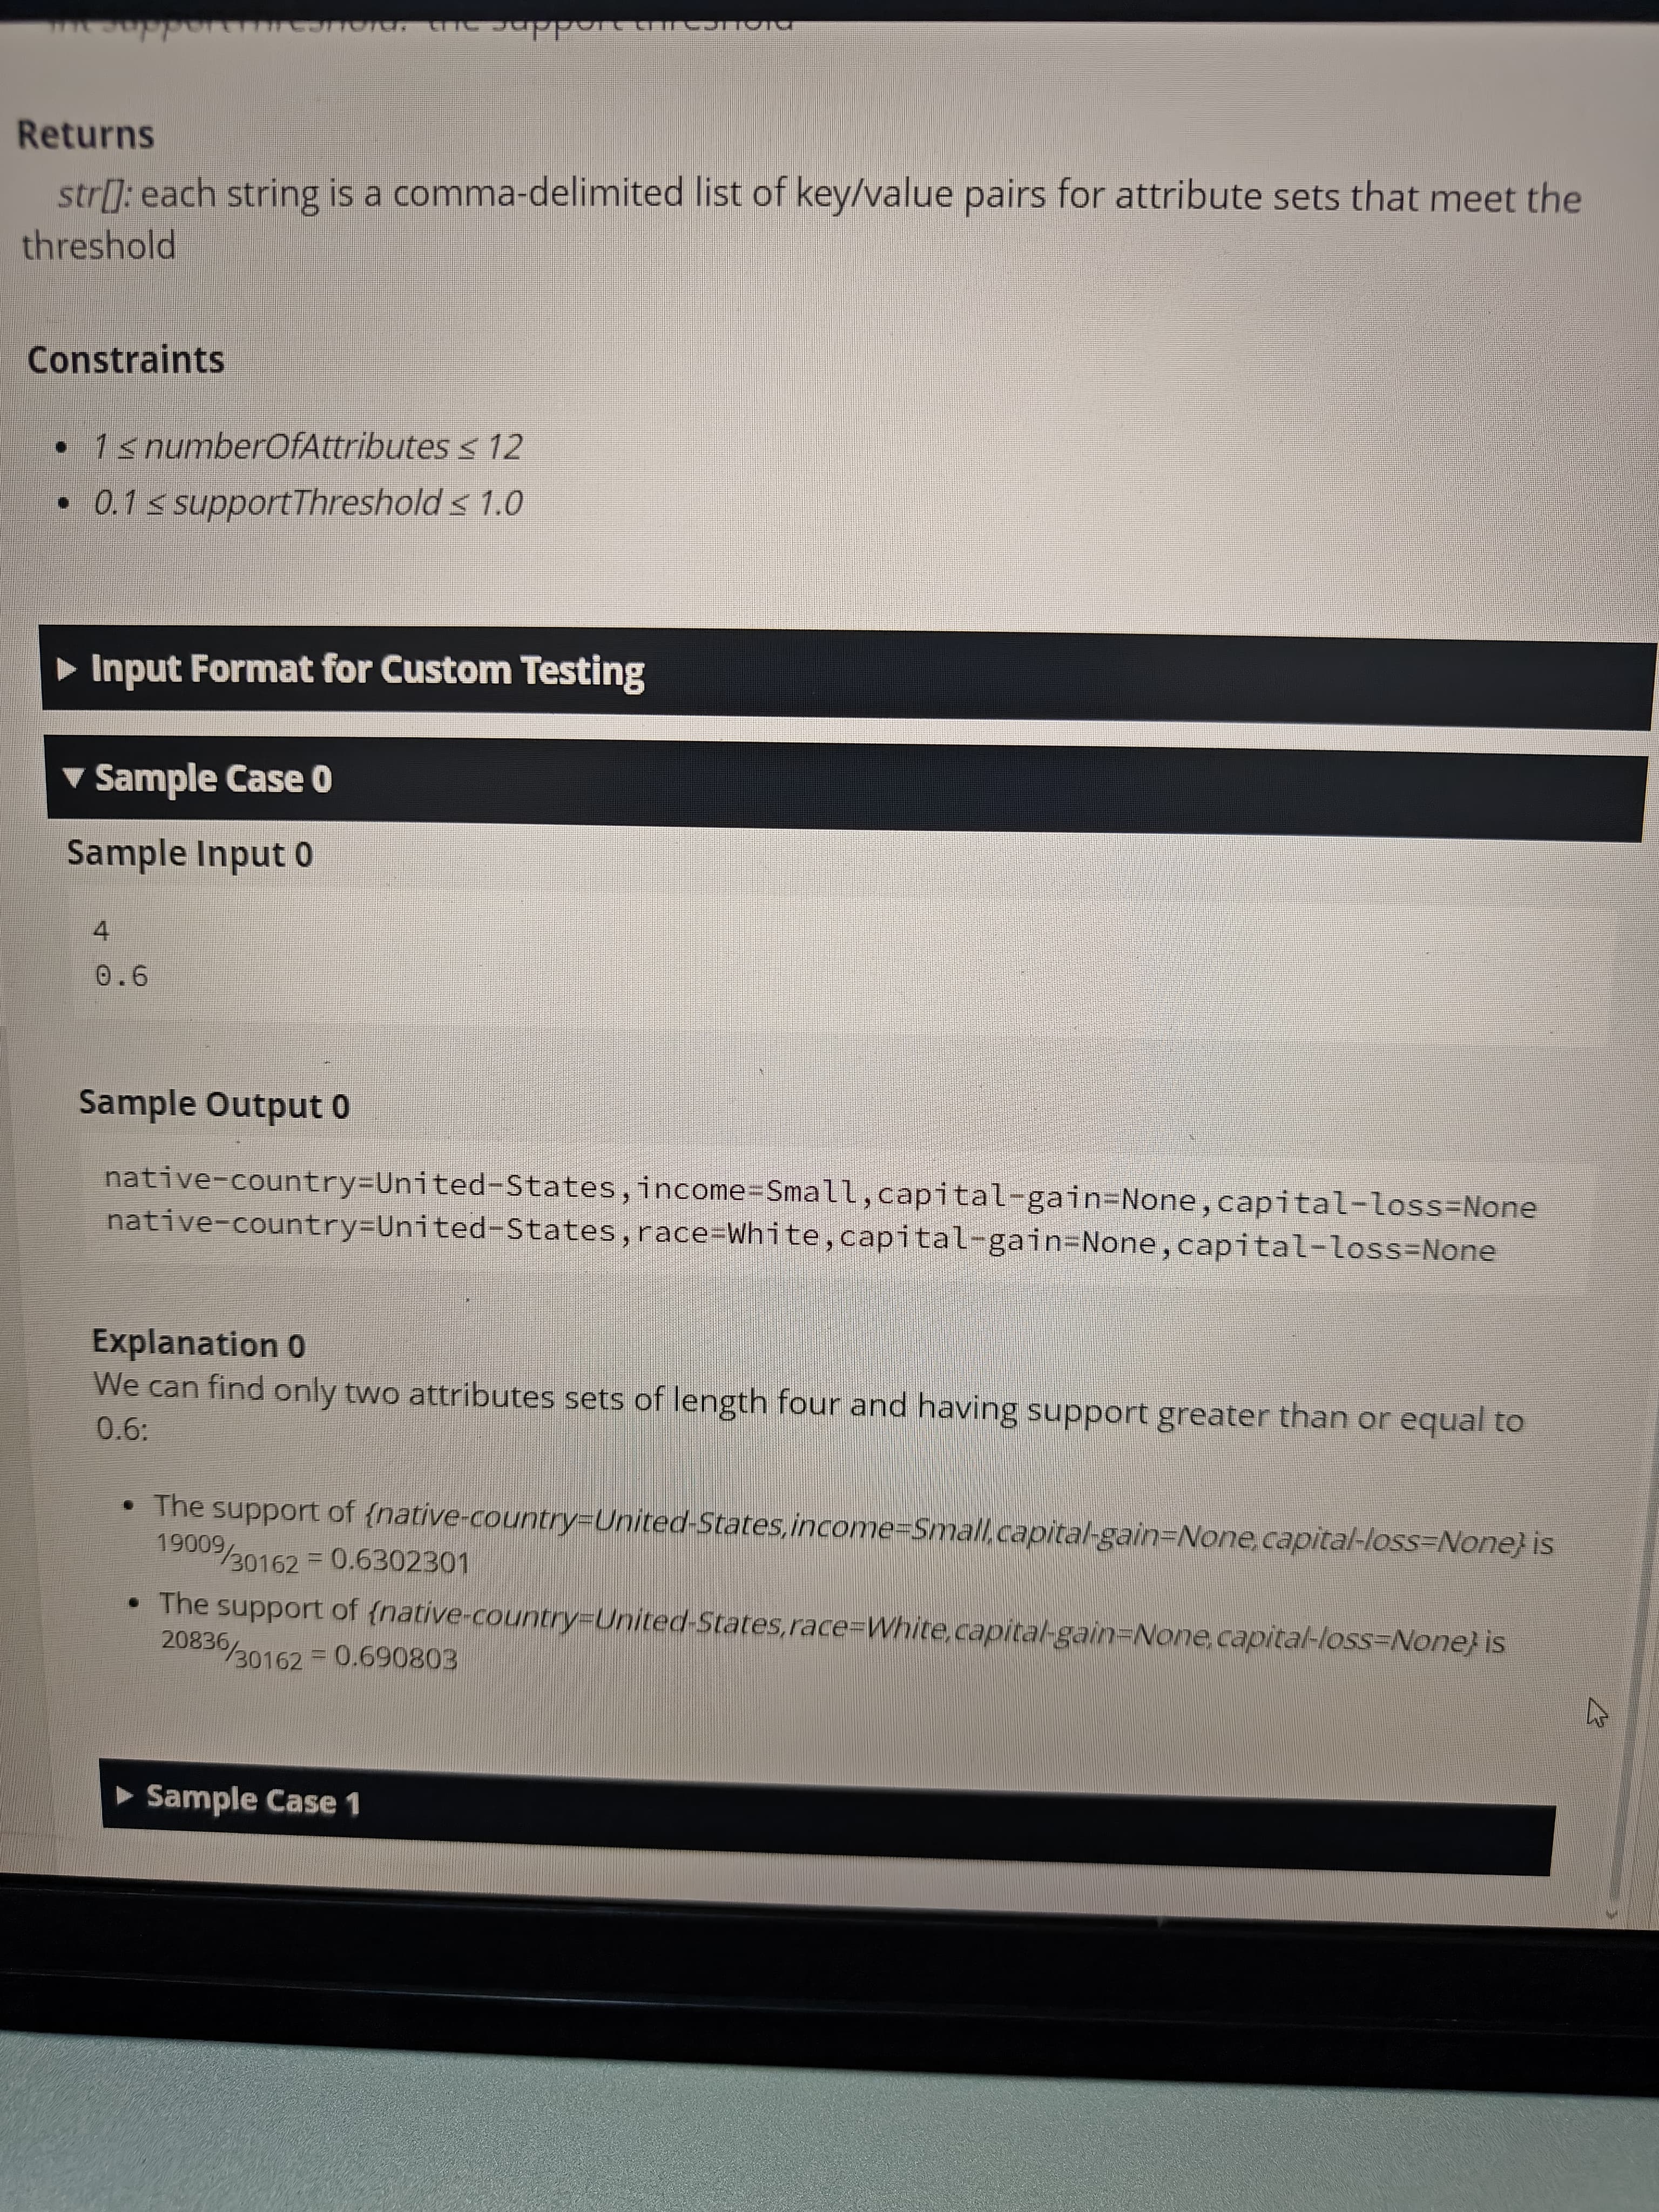 int supportThreshold: the support threshold
Returns
str[]: each string is a comma-delimited list of key/value pairs for attribute sets that meet the
threshold
Constraints
• 1 ≤ numberOfAttributes ≤ 12
• 0.1 ≤ supportThreshold ≤ 1.0
▶ Input Format for Custom Testing
▼ Sample Case 0
Sample Input 0
4
0.6
Sample Output 0
native-country=United-States,income=Small,capital-gain=None,capital-loss=None
native-country=United-States,race=White,capital-gain=None,capital-loss=None
Explanation 0
We can find only two attributes sets of length four and having support greater than or equal to
0.6:
• The support of {native-country=United-States,income=Small,capital-gain=None,capital-loss=None} is
19009/30162 = 0.6302301
• The support of {native-country=United-States,race=White,capital-gain=None,capital-loss=None} is
20836/30162 = 0.690803
▶ Sample Case 1